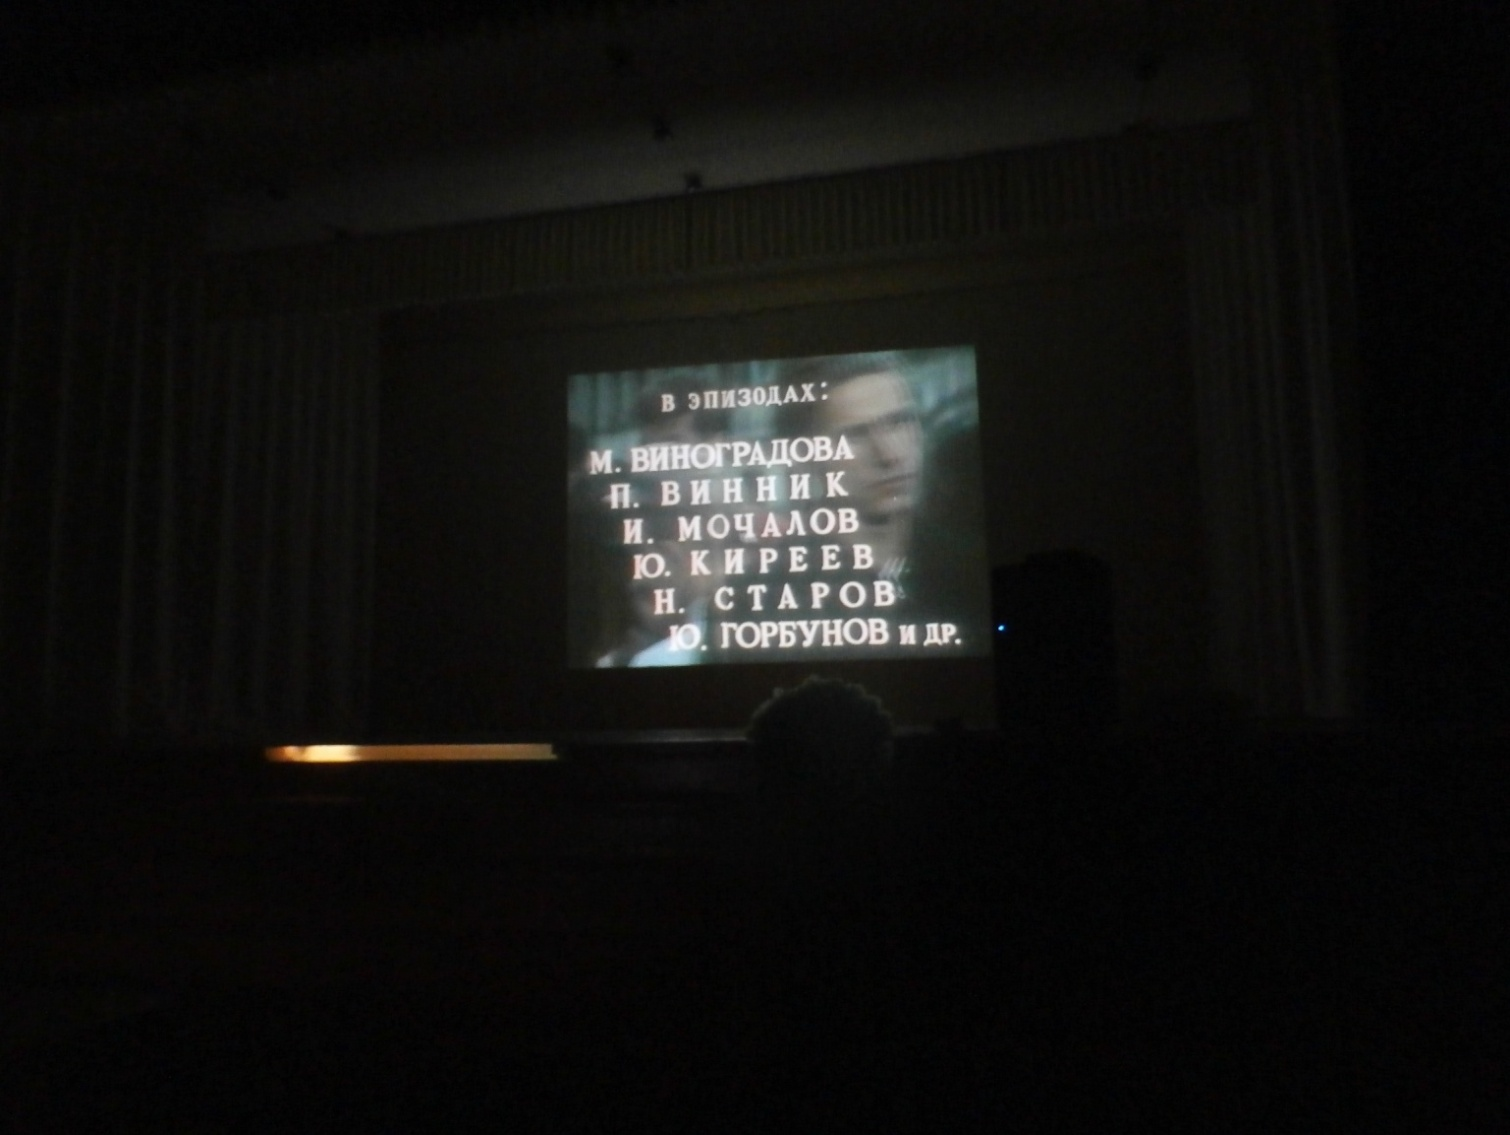 В ЭПИЗОДАХ:
М. ВИНОГРАДОВА
П. ВИННИК
И. МОЧАЛОВ
Ю. КИРЕЕВ
Н. СТАРОВ
Ю. ГОРБУНОВ И ДР.